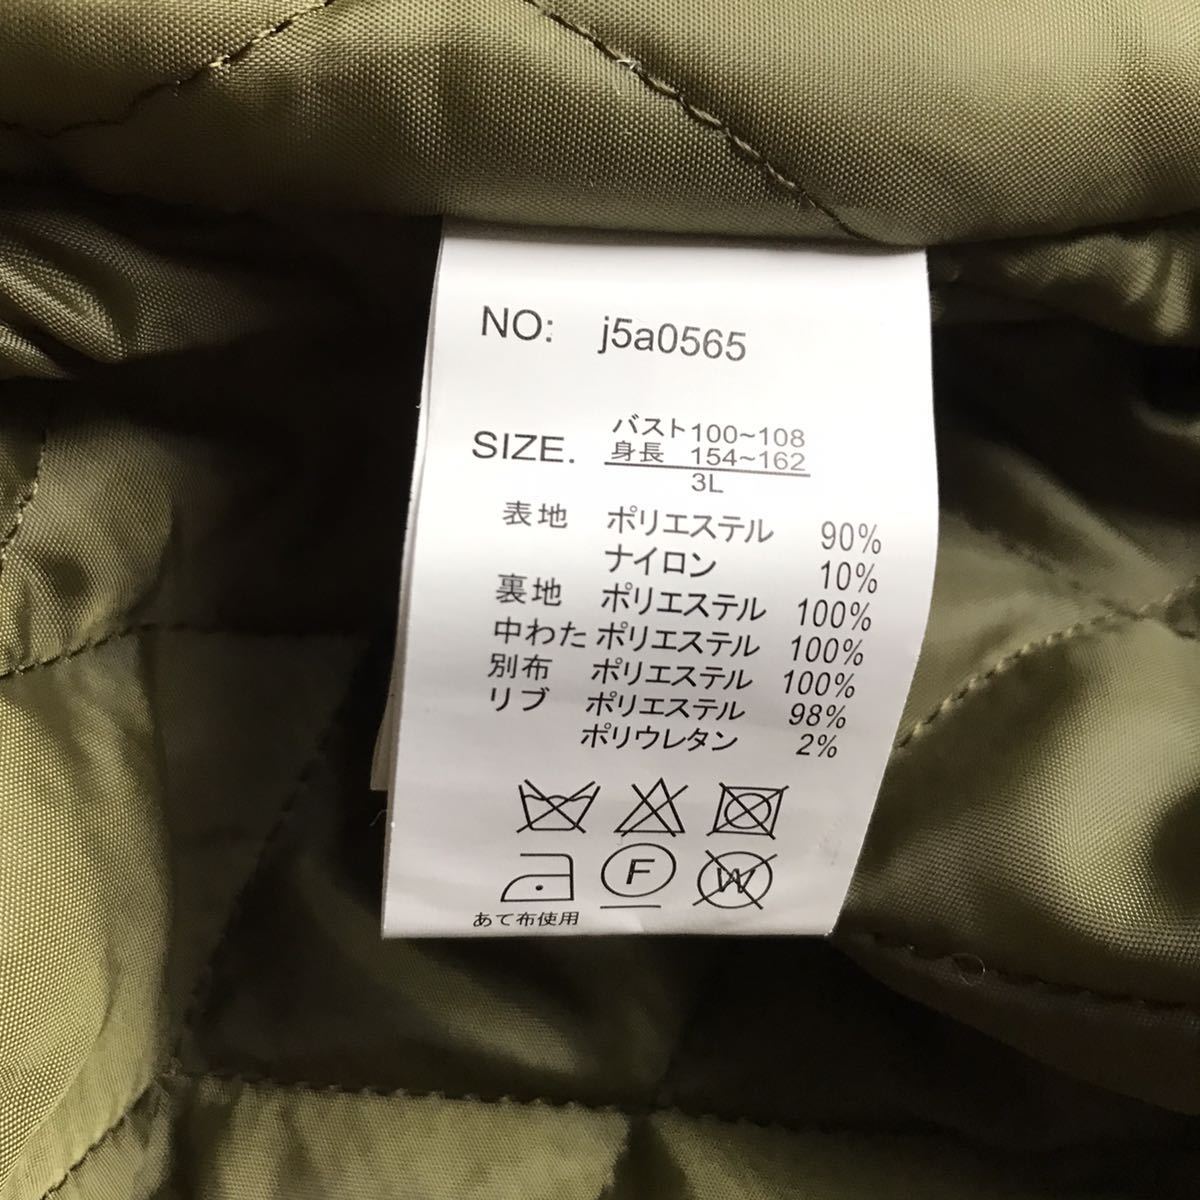 NO: j5a0565
バスト100~108
SIZE. 身長 154~162
3L
表地 ポリエステル 90%
ナイロン 10%
裏地 ポリエステル 100%
中わた ポリエステル 100%
別布 ポリエステル 100%
リブ ポリエステル 98%
ポリウレタン 2%
F W
あて布使用